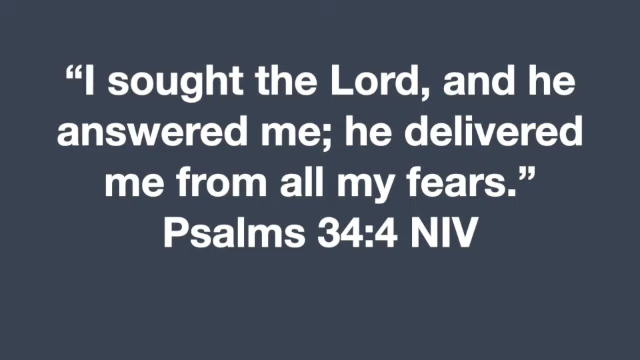 “I sought the Lord, and he
answered me; he delivered
me from all my fears.”
Psalms 34:4 NIV